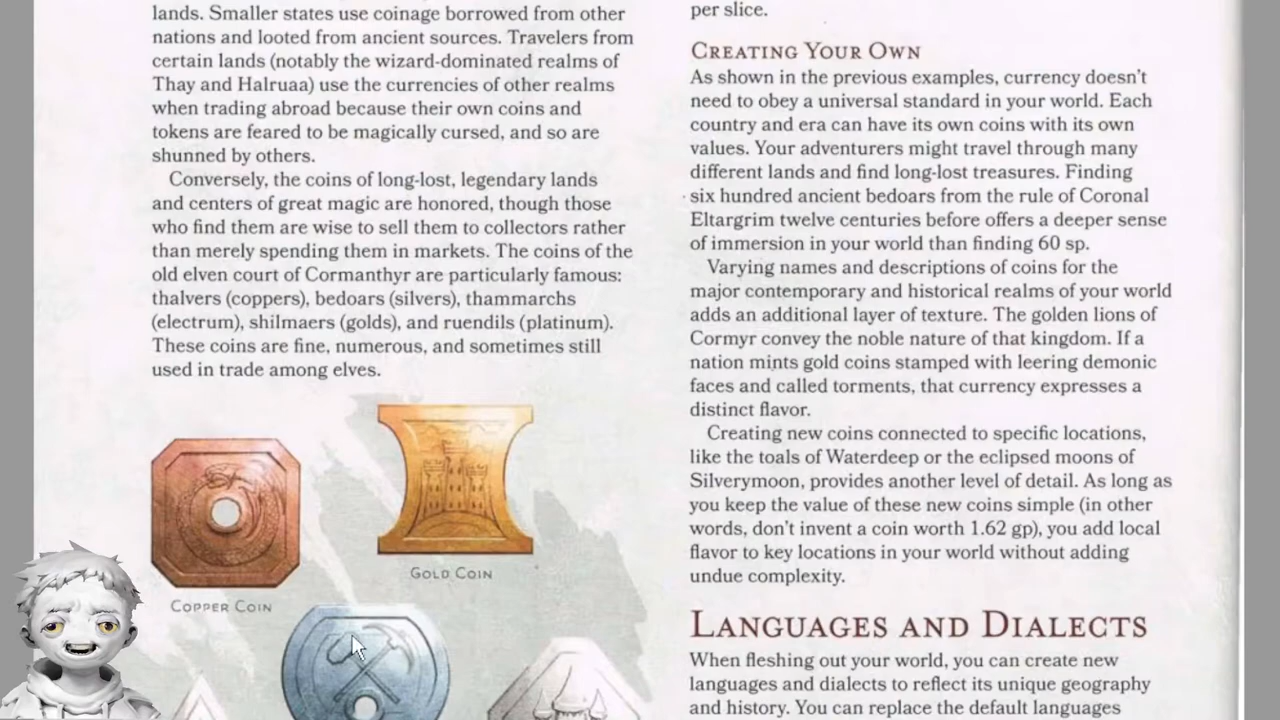 lands. Smaller states use coinage borrowed from other
nations and looted from ancient sources. Travelers from
certain lands (notably the wizard-dominated realms of
Thay and Halruaa) use the currencies of other realms
when trading abroad because their own coins and
tokens are feared to be magically cursed, and so are
shunned by others.
Conversely, the coins of long-lost, legendary lands
and centers of great magic are honored, though those
who find them are wise to sell them to collectors rather
than merely spending them in markets. The coins of the
old elven court of Cormanthyr are particularly famous:
thalvers (coppers), bedoars (silvers), thammarchs
(electrum), shilmaers (golds), and ruendils (platinum).
These coins are fine, numerous, and sometimes still
used in trade among elves.
COPPER COIN
GOLD COIN
per slice.
CREATING YOUR OWN
As shown in the previous examples, currency doesn't
need to obey a universal standard in your world. Each
country and era can have its own coins with its own
values. Your adventurers might travel through many
different lands and find long-lost treasures. Finding
six hundred ancient bedoars from the rule of Coronal
Eltargrim twelve centuries before offers a deeper sense
of immersion in your world than finding 60 sp.
Varying names and descriptions of coins for the
major contemporary and historical realms of your world
adds an additional layer of texture. The golden lions of
Cormyr convey the noble nature of that kingdom. If a
nation mints gold coins stamped with leering demonic
faces and called torments, that currency expresses a
distinct flavor.
Creating new coins connected to specific locations,
like the toals of Waterdeep or the eclipsed moons of
Silverymoon, provides another level of detail. As long as
you keep the value of these new coins simple (in other
words, don't invent a coin worth 1.62 gp), you add local
flavor to key locations in your world without adding
undue complexity.
LANGUAGES AND DIALECTS
When fleshing out your world, you can create new
languages and dialects to reflect its unique geography
and history. You can replace the default languages